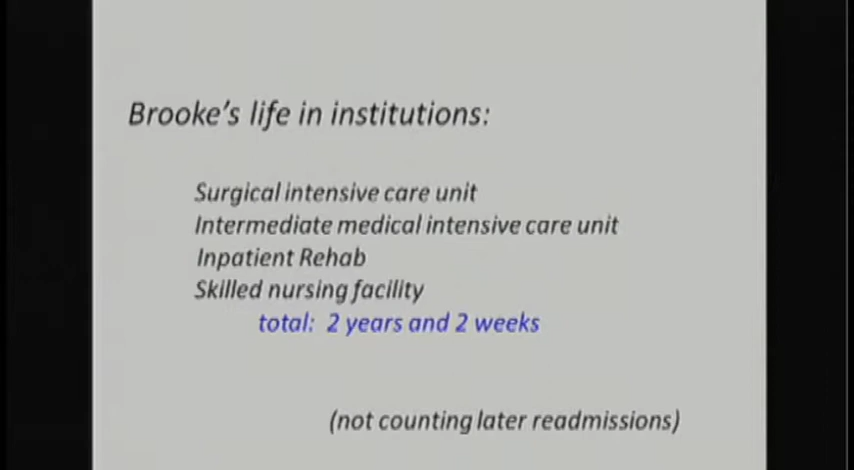 Brooke's life in institutions:
Surgical intensive care unit
Intermediate medical intensive care unit
Inpatient Rehab
Skilled nursing facility
total: 2 years and 2 weeks
(not counting later readmissions)